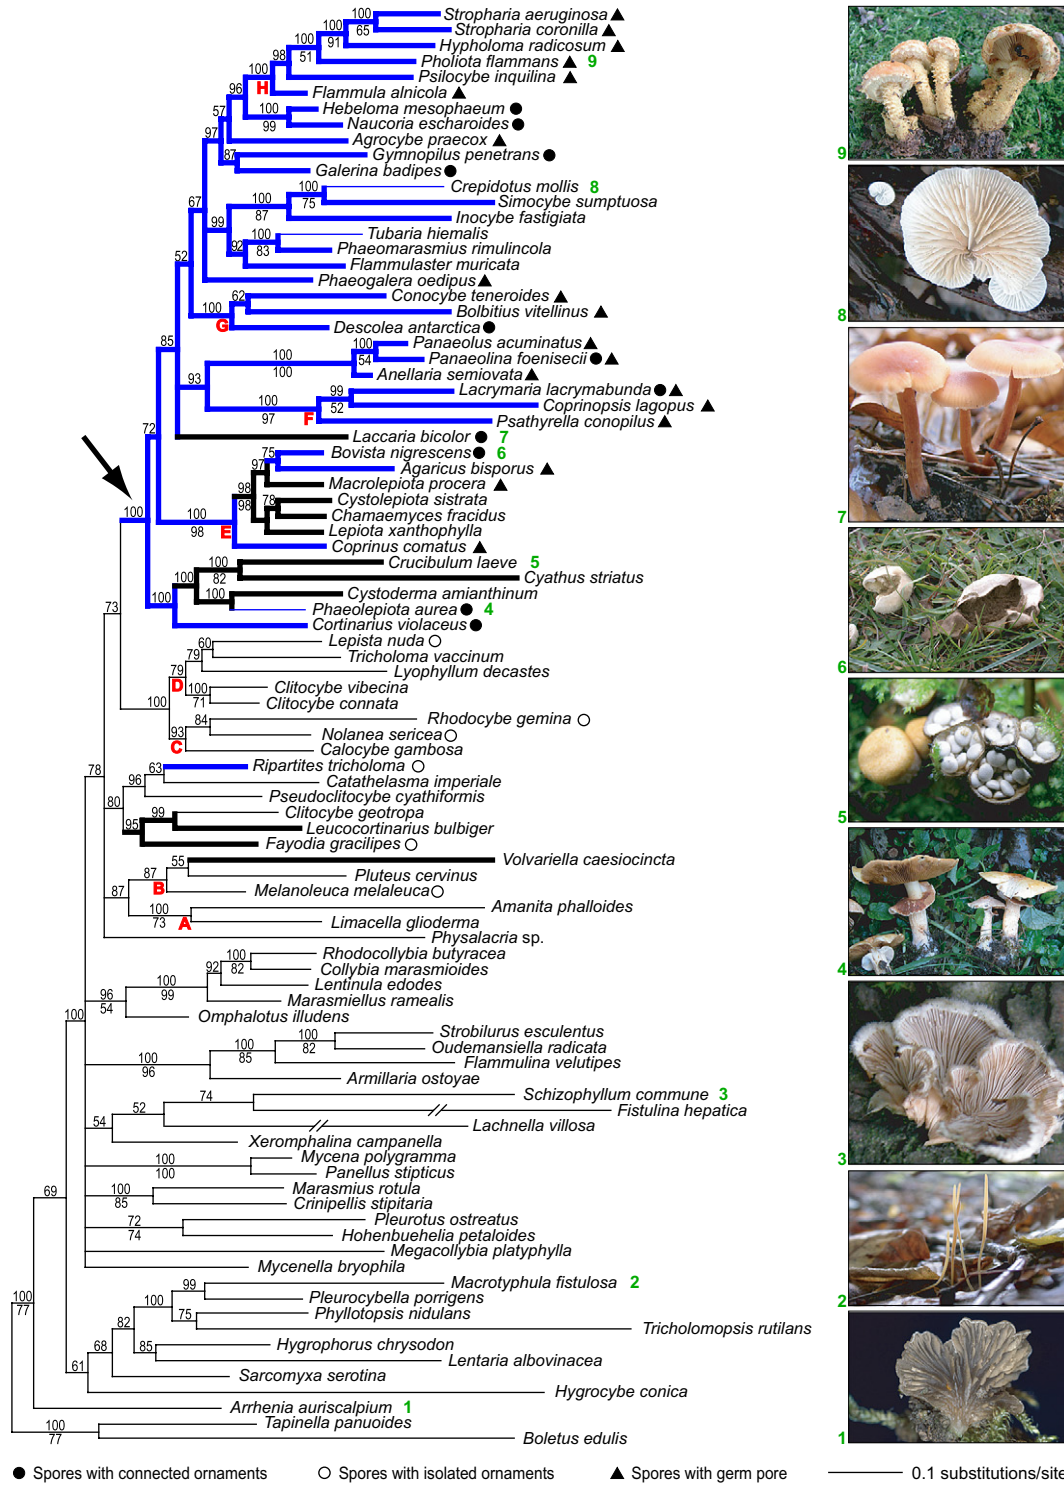 100 Stropharia aeruginosa
100 65 Stropharia coronilla
100 91 Hypholoma radicosum
98 51 Pholiota flammans 9
100 Psilocybe inquilina
96 H Flammula alnicola
57 100 Hebeloma mesophaeum
99 Naucoria escharoides
97 Agrocybe praecox
87 Gymnopilus penetrans
Galerina badipes
100 Crepidotus mollis 8
67 100 75 Simocybe sumptuosa
99 87 Inocybe fastigiata
100 Tubaria hiemalis
92 83 Phaeomarasmius rimulincola
52 Flammulaster muricata
Phaeogalera oedipus
62 Conocybe teneroides
100 Bolbitius vitellinus
G Descolea antarctica
85 100 Panaeolus acuminatus
100 54 Panaeolina foenisecii
93 100 Anellaria semiovata
99 Lacrymaria lacrymabunda
100 52 Coprinopsis lagopus
97 F Psathyrella conopilus
72 Laccaria bicolor 7
75 Bovista nigrescens 6
97 Agaricus bisporus
98 Macrolepiota procera
98 78 Cystolepiota sistrata
100 100 Chamaemyces fracidus
98 E Lepiota xanthophylla
Coprinus comatus
100 Crucibulum laeve 5
100 82 Cyathus striatus
100 100 Cystoderma amianthinum
73 Phaeolepiota aurea 4
Cortinarius violaceus
60 Lepista nuda
79 Tricholoma vaccinum
79 Lyophyllum decastes
D 100 Clitocybe vibecina
100 71 Clitocybe connata
84 Rhodocybe gemina
93 Nolanea sericea
C Calocybe gambosa
78 63 Ripartites tricholoma
96 Catathelasma imperiale
80 Pseudoclitocybe cyathiformis
99 Clitocybe geotropa
95 Leucocortinarius bulbiger
Fayodia gracilipes
55 Volvariella caesiocincta
87 Pluteus cervinus
87 B Melanoleuca melaleuca
100 Amanita phalloides
73 A Limacella glioderma
Physalacria sp.
100 Rhodocollybia butyracea
92 82 Collybia marasmioides
100 Lentinula edodes
96 99 Marasmiellus ramealis
100 54 Omphalotus illudens
100 Strobilurus esculentus
100 82 Oudemansiella radicata
100 85 Flammulina velutipes
96 Armillaria ostoyae
74 Schizophyllum commune 3
52 Fistulina hepatica
54 Lachnella villosa
Xeromphalina campanella
100 Mycena polygramma
100 Panellus stipticus
69 100 Marasmius rotula
85 Crinipellis stipitaria
72 Pleurotus ostreatus
74 Hohenbuehelia petaloides
Megacollybia platyphylla
Mycenella bryophila
99 Macrotyphula fistulosa 2
100 100 Pleurocybella porrigens
77 82 75 Phyllotopsis nidulans
Tricholomopsis rutilans
68 85 Hygrophorus chrysodon
61 Lentaria albovinacea
Sarcomyxa serotina
Hygrocybe conica
Arrhenia auriscalpium 1
100 Tapinella panuoides
77 Boletus edulis
9
8
7
6
5
4
3
2
1
Spores with connected ornaments Spores with isolated ornaments Spores with germ pore 0.1 substitutions/site